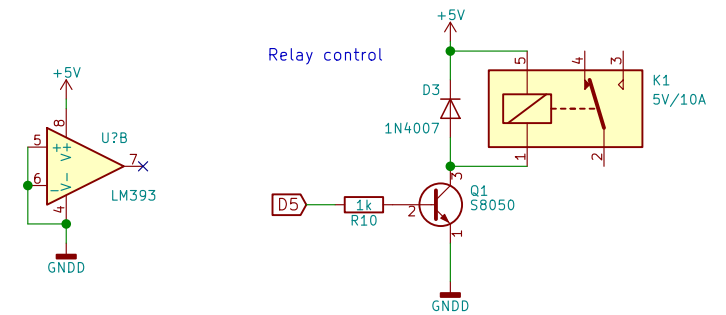 +5V
Relay control
4
3
5
K1
5V/10A
+5V
D3
1N4007
8
U?B
5
+
V+
7
6
-
V-
LM393
4
1
2
3
Q1
S8050
D5
1k
R10
2
1
GNDD
GNDD